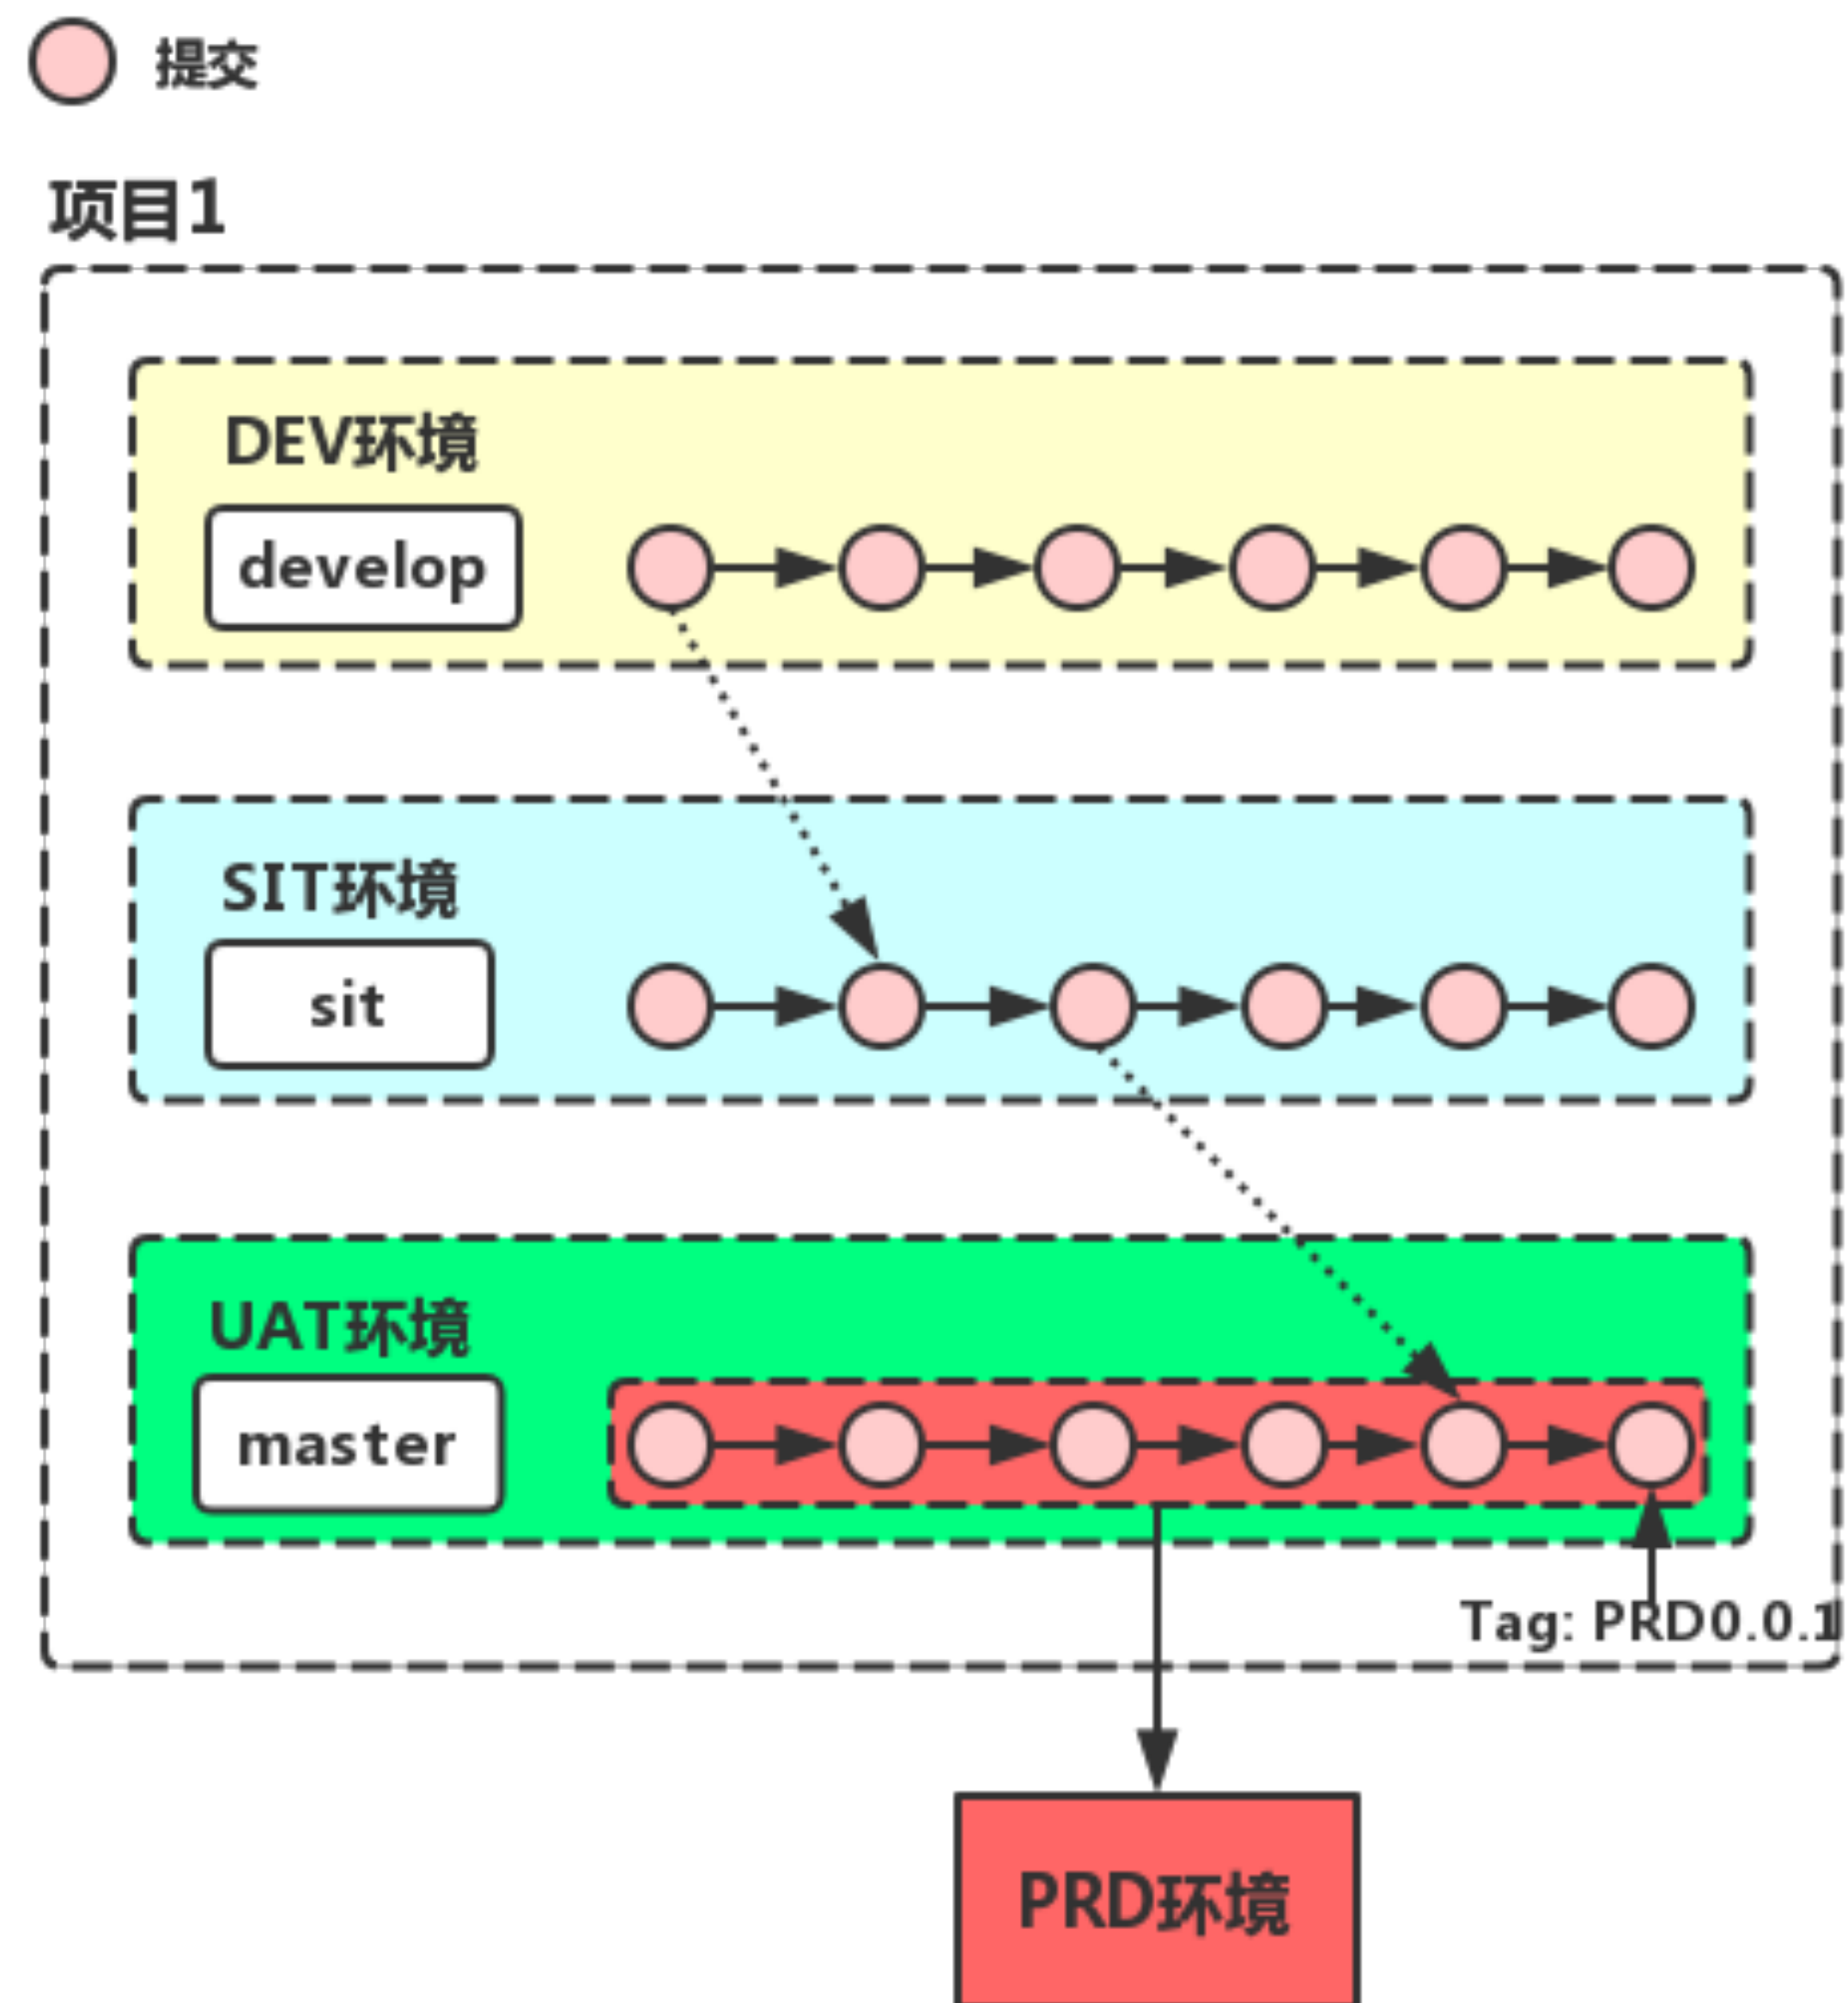 提交
项目1
DEV环境
develop
SIT环境
sit
UAT环境
master
Tag: PRD0.0.1
PRD环境